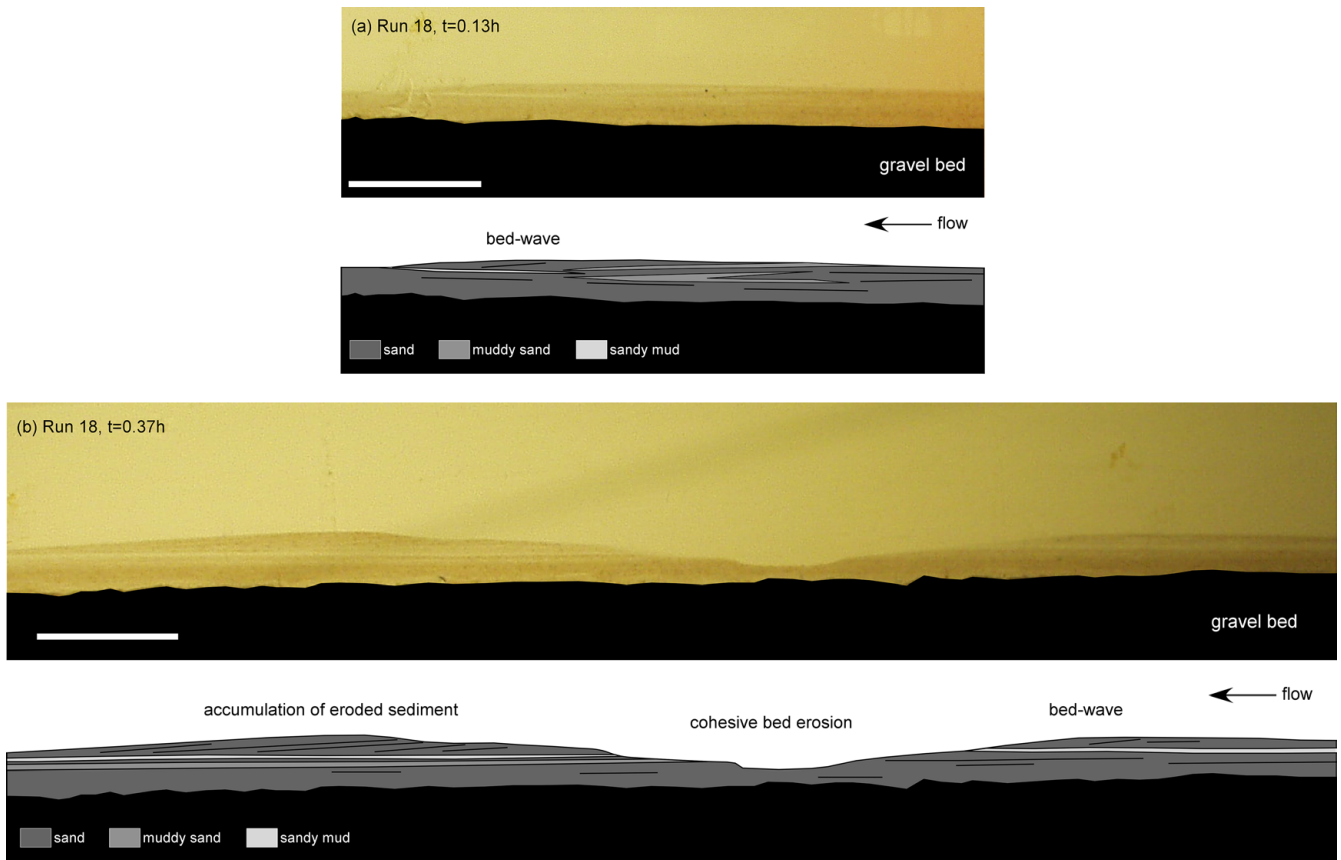 (a) Run 18, t=0.13h
gravel bed
flow
bed-wave
sand muddy sand sandy mud
(b) Run 18, t=0.37h
gravel bed
flow
accumulation of eroded sediment cohesive bed erosion bed-wave
sand muddy sand sandy mud